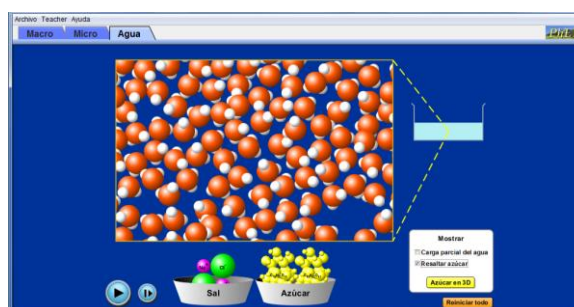 Archivo Teacher Ayuda
Macro Micro Agua
PhET
Mostrar
Carga parcial del agua
Resaltar azúcar
Azúcar en 3D
Sal
Azúcar
Reiniciar todo